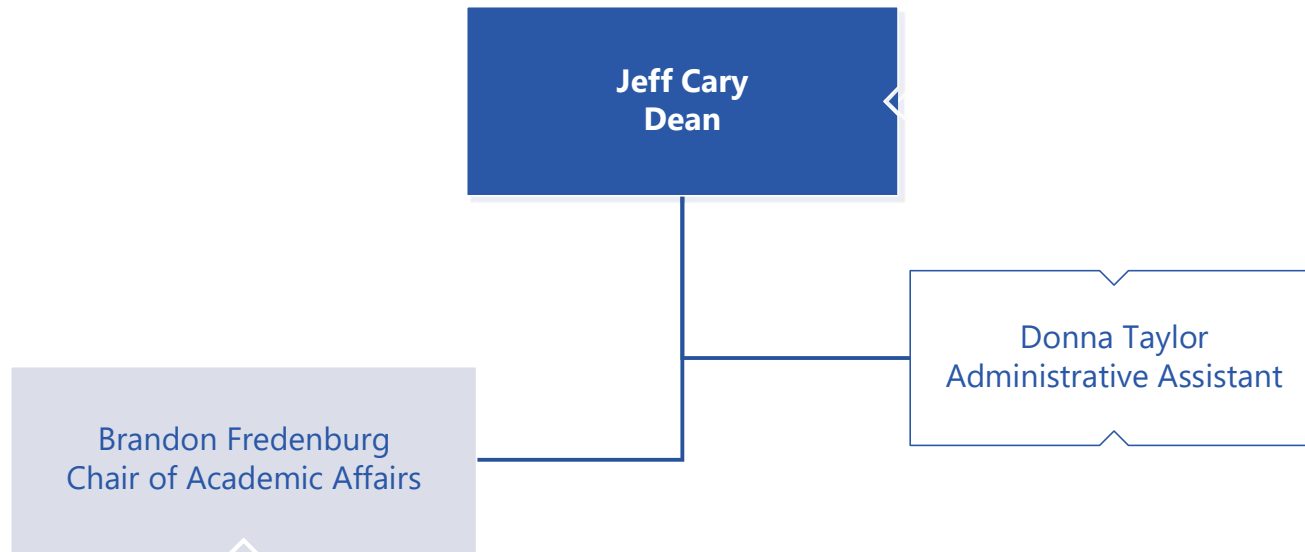 Jeff Cary
Dean
Donna Taylor
Administrative Assistant
Brandon Fredenburg
Chair of Academic Affairs